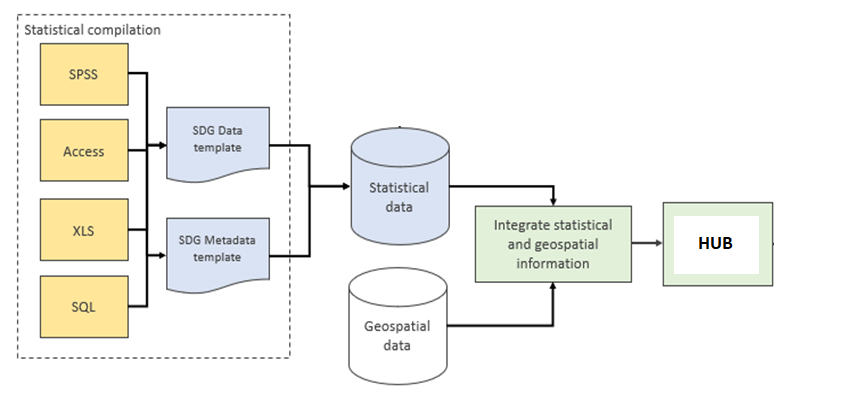 Statistical compilation
SPSS
Access
XLS
SQL
SDG Data
template
SDG Metadata
template
Statistical
data
Geospatial
data
Integrate statistical
and geospatial
information
HUB